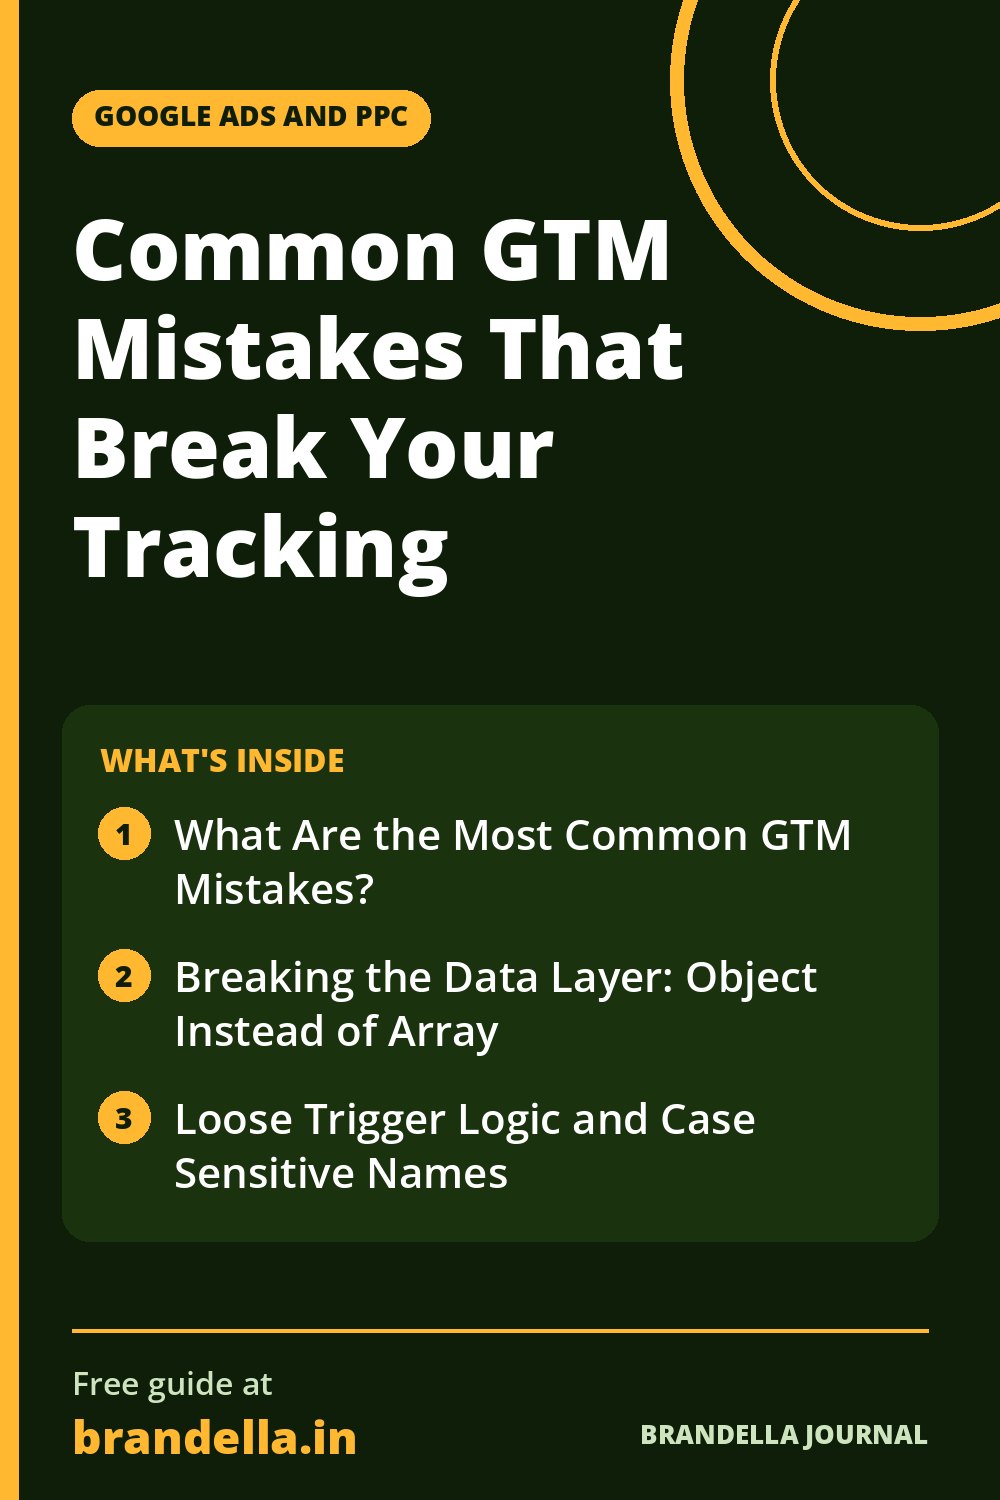 GOOGLE ADS AND PPC
Common GTM
Mistakes That
Break Your
Tracking
WHAT'S INSIDE
1 What Are the Most Common GTM
Mistakes?
2 Breaking the Data Layer: Object
Instead of Array
3 Loose Trigger Logic and Case
Sensitive Names
Free guide at
brandella.in
BRANDELLA JOURNAL